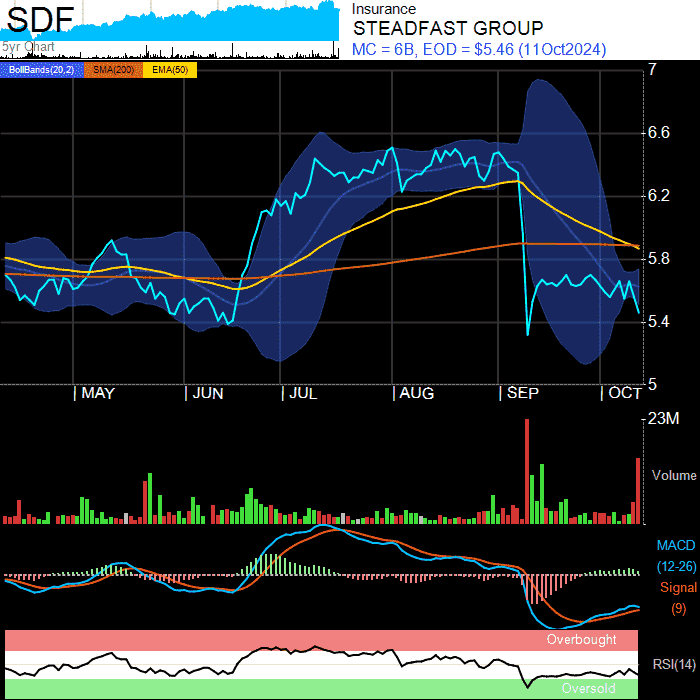 SDF
5yr Chart
Insurance
STEADFAST GROUP
MC = 6B, EOD = $5.46 (11Oct2024)
BollBands(20,2) SMA(200) EMA(50)
7
6.6
6.2
5.8
5.4
5
MAY JUN JUL AUG SEP OCT
23M
Volume
MACD
(12-26)
Signal
(9)
Overbought
RSI(14)
Oversold